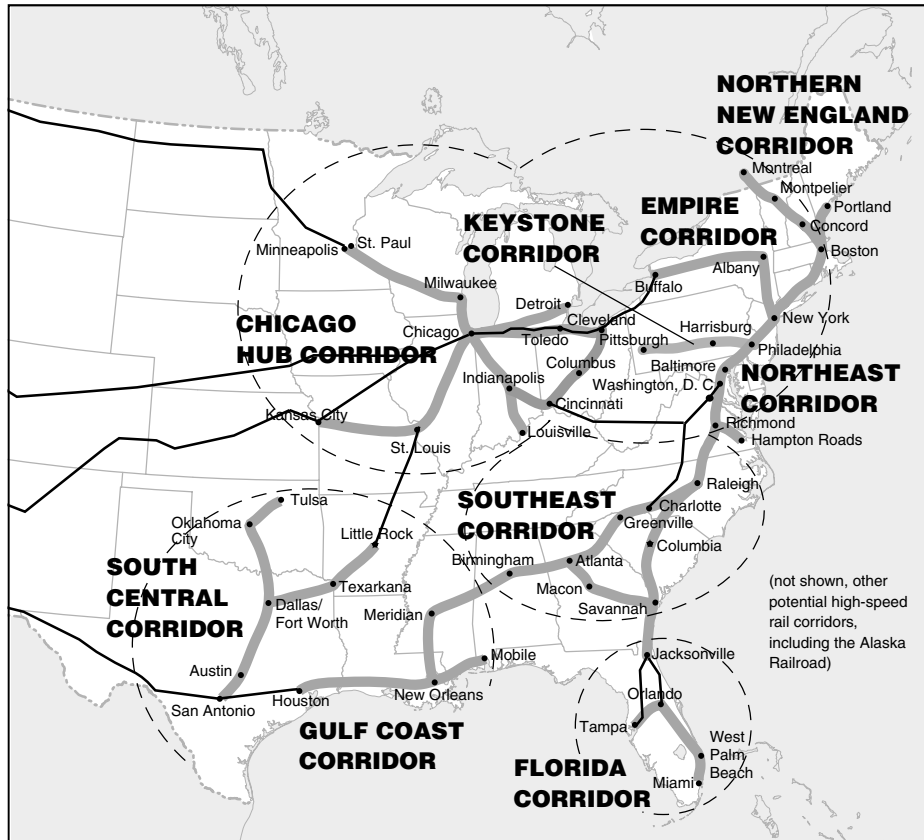 NORTHERN
NEW ENGLAND
CORRIDOR
Montreal
Montpelier
Portland
Concord
Boston
EMPIRE
CORRIDOR
Albany
Buffalo
KEYSTONE
CORRIDOR
St. Paul
Minneapolis
Milwaukee
Detroit
Chicago
Cleveland
Toledo
Pittsburgh
Harrisburg
New York
Philadelphia
CHICAGO
HUB CORRIDOR
Columbus
Baltimore
Indianapolis
Washington, D. C.
NORTHEAST
CORRIDOR
Kansas City
Cincinnati
Richmond
Louisville
Hampton Roads
St. Louis
Raleigh
Tulsa
SOUTHEAST
CORRIDOR
Charlotte
Greenville
Oklahoma
City
Little Rock
Columbia
Birmingham
Atlanta
SOUTH
CENTRAL
CORRIDOR
Texarkana
Macon
Savannah
Dallas/
Fort Worth
Meridian
(not shown, other
potential high-speed
rail corridors,
including the Alaska
Railroad)
Mobile
Jacksonville
Austin
Houston
New Orleans
San Antonio
Orlando
GULF COAST
CORRIDOR
Tampa
West
Palm
Beach
FLORIDA
CORRIDOR
Miami